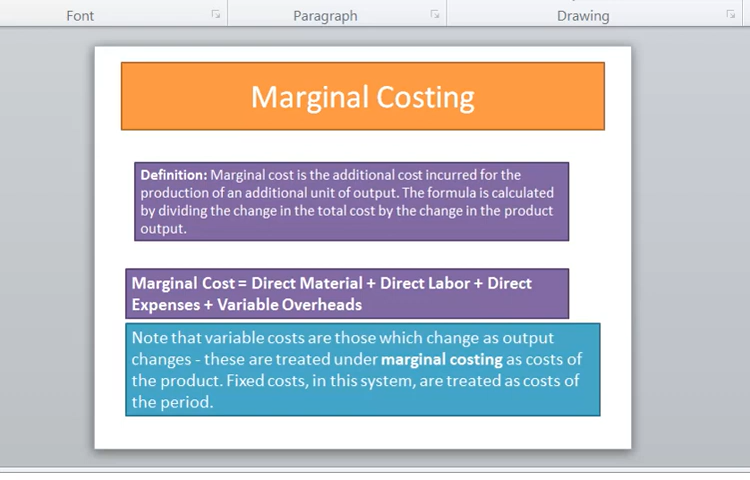 Font
Paragraph
Drawing
Marginal Costing
Definition: Marginal cost is the additional cost incurred for the
production of an additional unit of output. The formula is calculated
by dividing the change in the total cost by the change in the product
output.
Marginal Cost = Direct Material + Direct Labor + Direct
Expenses + Variable Overheads
Note that variable costs are those which change as output
changes - these are treated under marginal costing as costs of
the product. Fixed costs, in this system, are treated as costs of
the period.